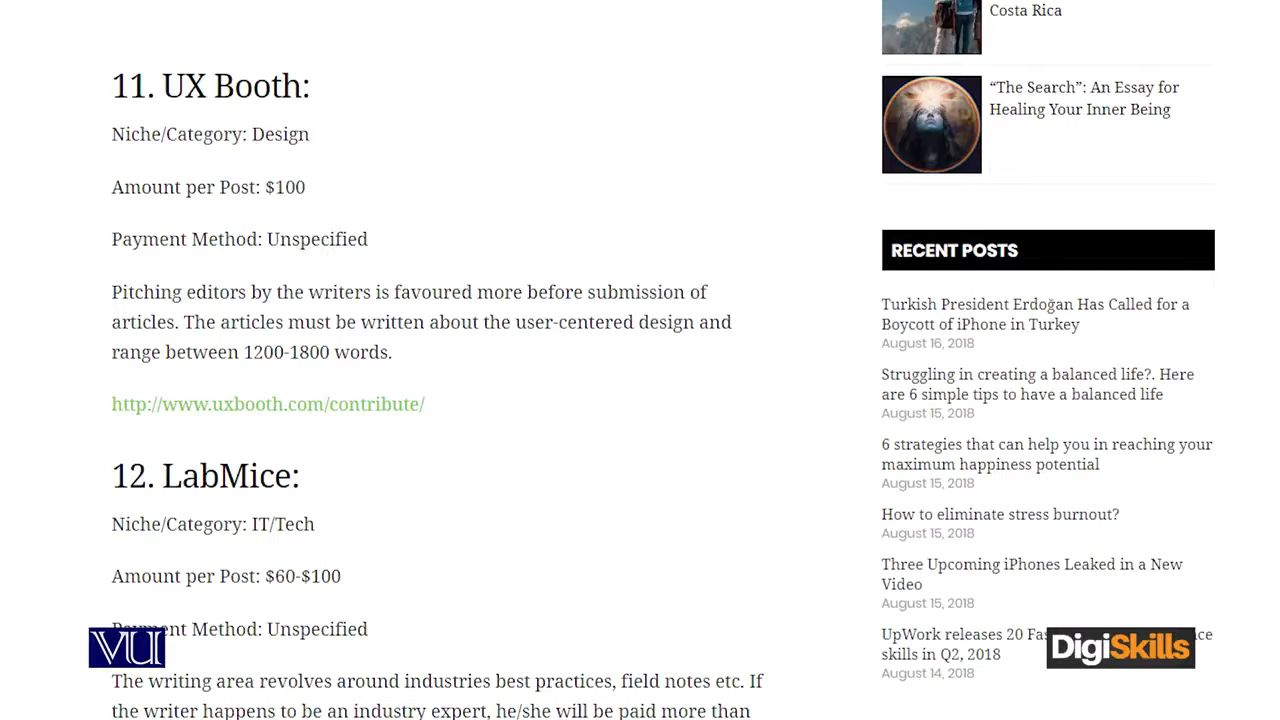 11. UX Booth:
Niche/Category: Design
Amount per Post: $100
Payment Method: Unspecified
Pitching editors by the writers is favoured more before submission of
articles. The articles must be written about the user-centered design and
range between 1200-1800 words.
http://www.uxbooth.com/contribute/
12. LabMice:
Niche/Category: IT/Tech
Amount per Post: $60-$100
Payment Method: Unspecified
The writing area revolves around industries best practices, field notes etc. If
the writer happens to be an industry expert, he/she will be paid more than
Costa Rica
“The Search”: An Essay for
Healing Your Inner Being
RECENT POSTS
Turkish President Erdoğan Has Called for a
Boycott of iPhone in Turkey
August 16, 2018
Struggling in creating a balanced life?. Here
are 6 simple tips to have a balanced life
August 15, 2018
6 strategies that can help you in reaching your
maximum happiness potential
August 15, 2018
How to eliminate stress burnout?
August 15, 2018
Three Upcoming iPhones Leaked in a New
Video
August 15, 2018
UpWork releases 20
skills in Q2, 2018
August 14, 2018
VU
DigiSkills